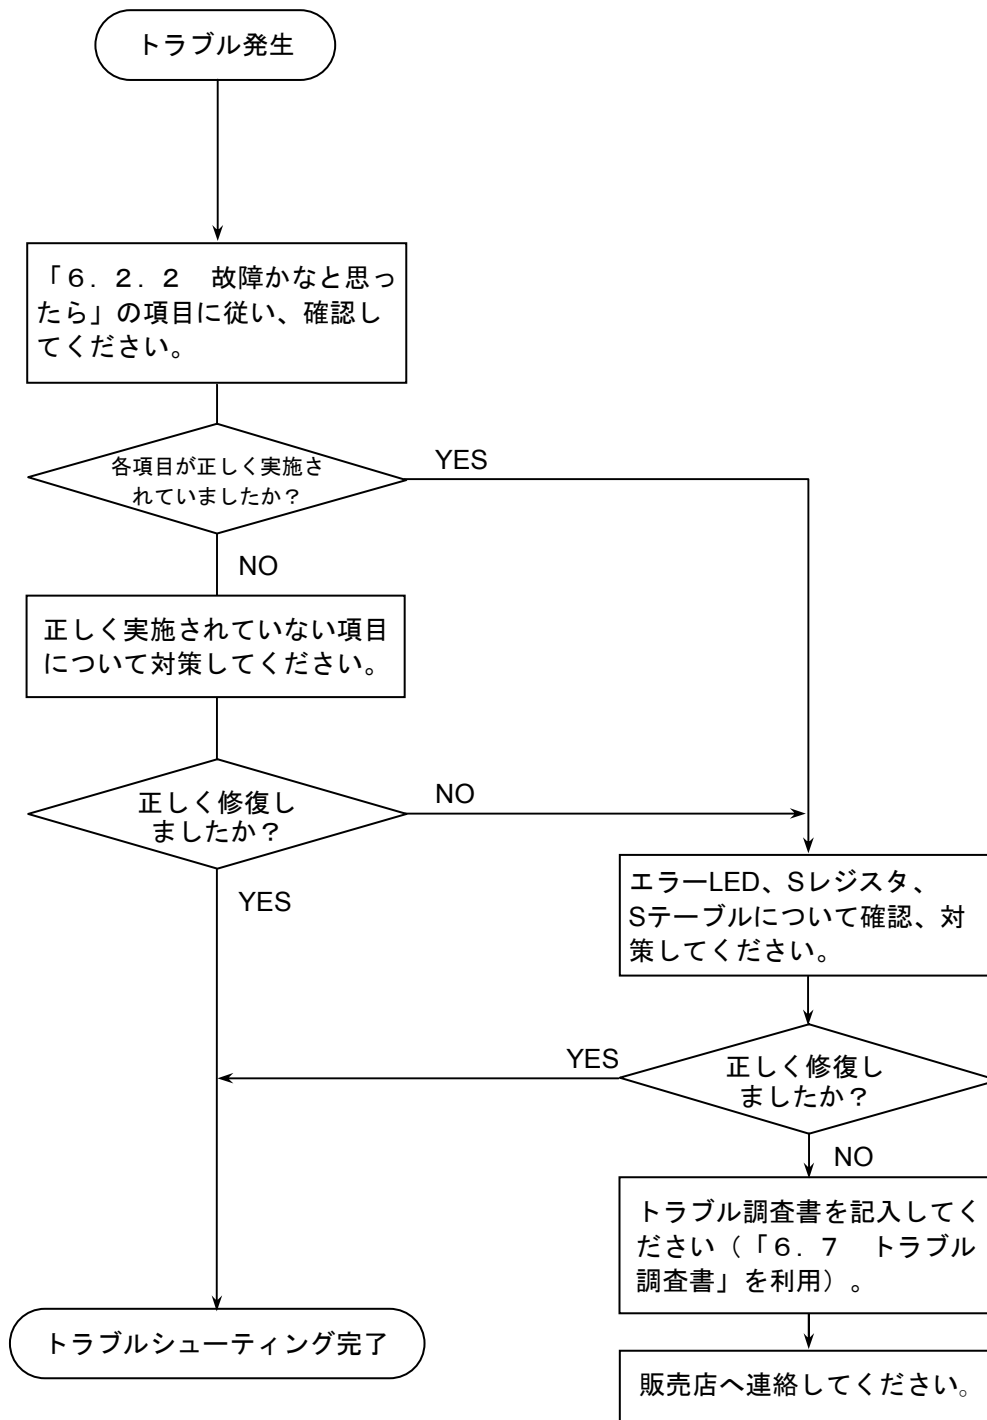 トラブル発生
「６．２．２　故障かなと思っ
たら」の項目に従い、確認し
てください。
各項目が正しく実施さ
れていましたか？
YES
NO
正しく実施されていない項目
について対策してください。
正しく修復し
ましたか？
NO
YES
エラーLED、Sレジスタ、
Sテーブルについて確認、対
策してください。
正しく修復し
ましたか？
YES
NO
トラブル調査書を記入してく
ださい（「６．７　トラブル
調査書」を利用）。
トラブルシューティング完了
販売店へ連絡してください。